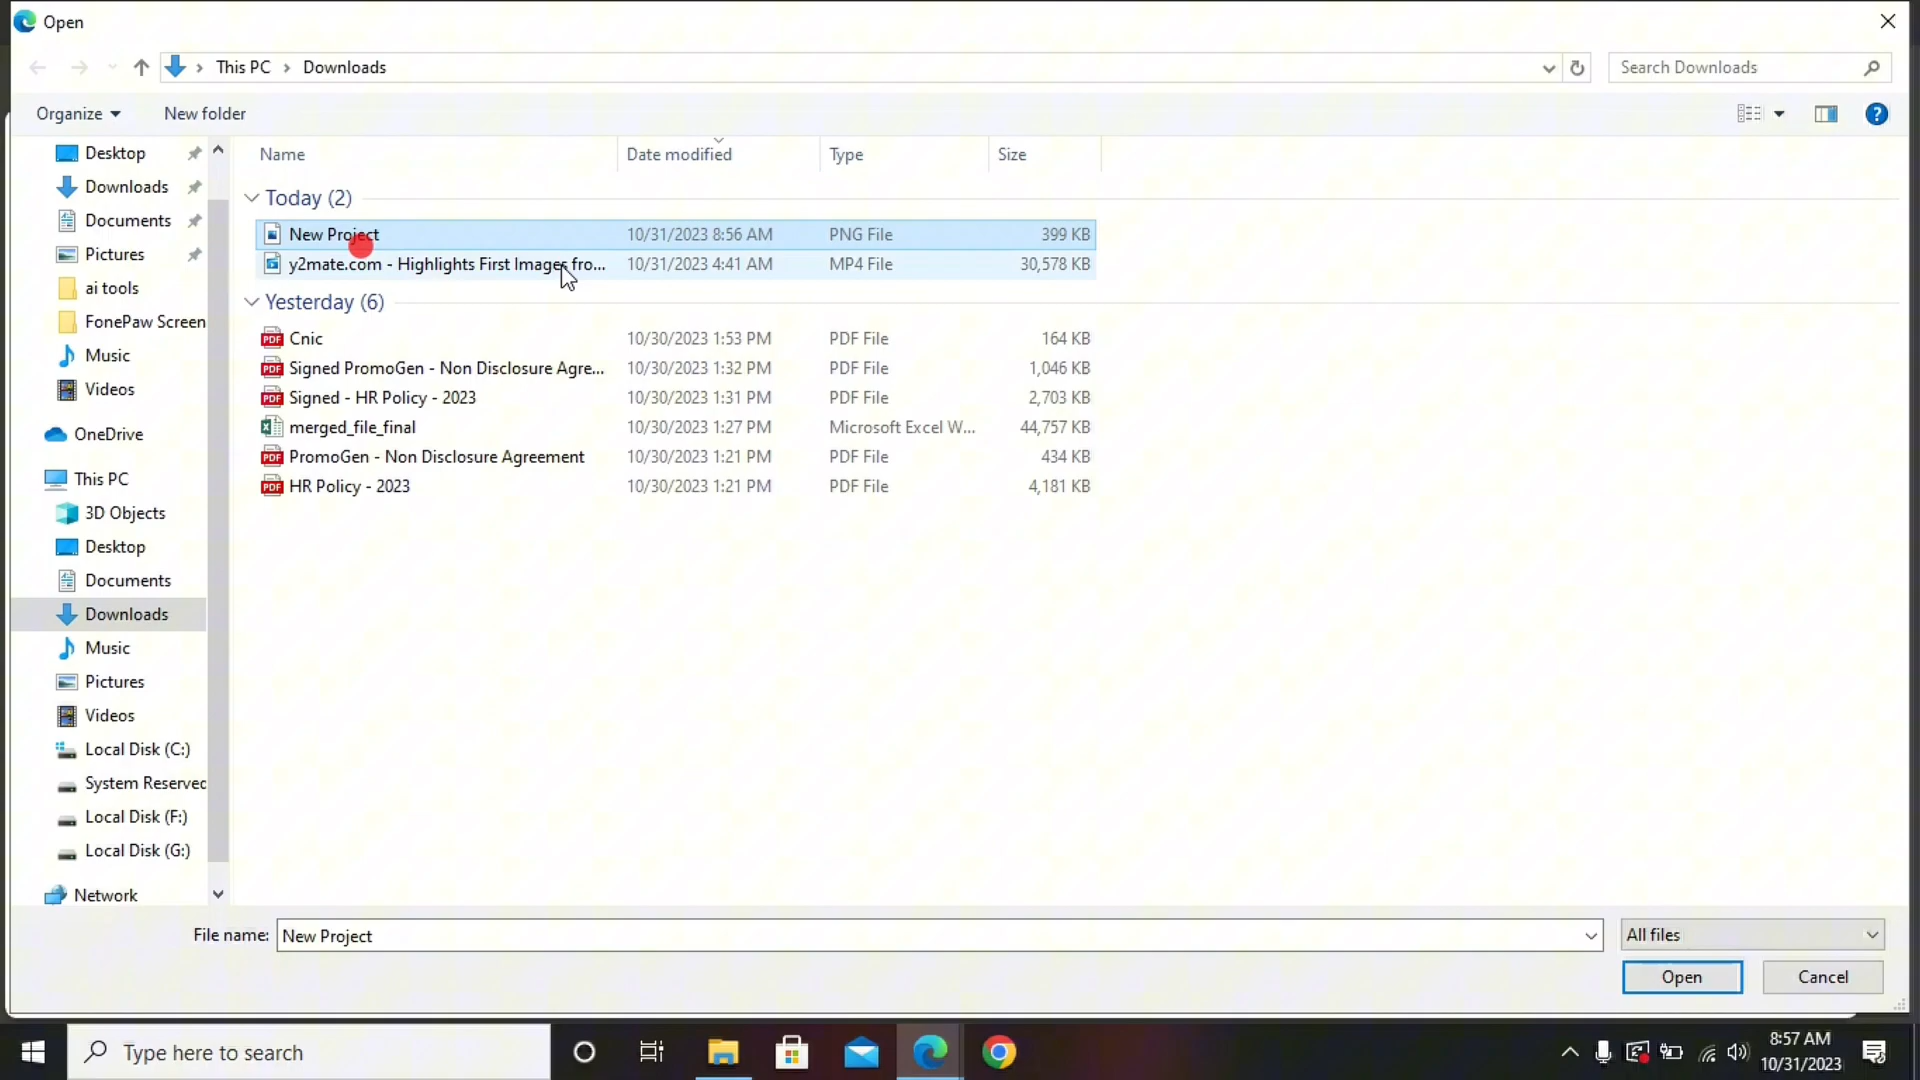 Open
This PC > Downloads
Search Downloads
Organize
New folder
Name
Date modified
Type
Size
Desktop
Downloads
Documents
Pictures
ai tools
FonePaw Screen
Music
Videos
OneDrive
This PC
3D Objects
Desktop
Documents
Downloads
Music
Pictures
Videos
Local Disk (C:)
System Reserved
Local Disk (F:)
Local Disk (G:)
Network
Today (2)
New Project 10/31/2023 8:56 AM PNG File 399 KB
y2mate.com - Highlights First Images fro... 10/31/2023 4:41 AM MP4 File 30,578 KB
Yesterday (6)
PDF Cnic 10/30/2023 1:53 PM PDF File 164 KB
PDF Signed PromoGen - Non Disclosure Agre... 10/30/2023 1:32 PM PDF File 1,046 KB
PDF Signed - HR Policy - 2023 10/30/2023 1:31 PM PDF File 2,703 KB
merged_file_final 10/30/2023 1:27 PM Microsoft Excel W... 44,757 KB
PDF PromoGen - Non Disclosure Agreement 10/30/2023 1:21 PM PDF File 434 KB
PDF HR Policy - 2023 10/30/2023 1:21 PM PDF File 4,181 KB
File name: New Project
All files
Open
Cancel
Type here to search
8:57 AM
10/31/2023